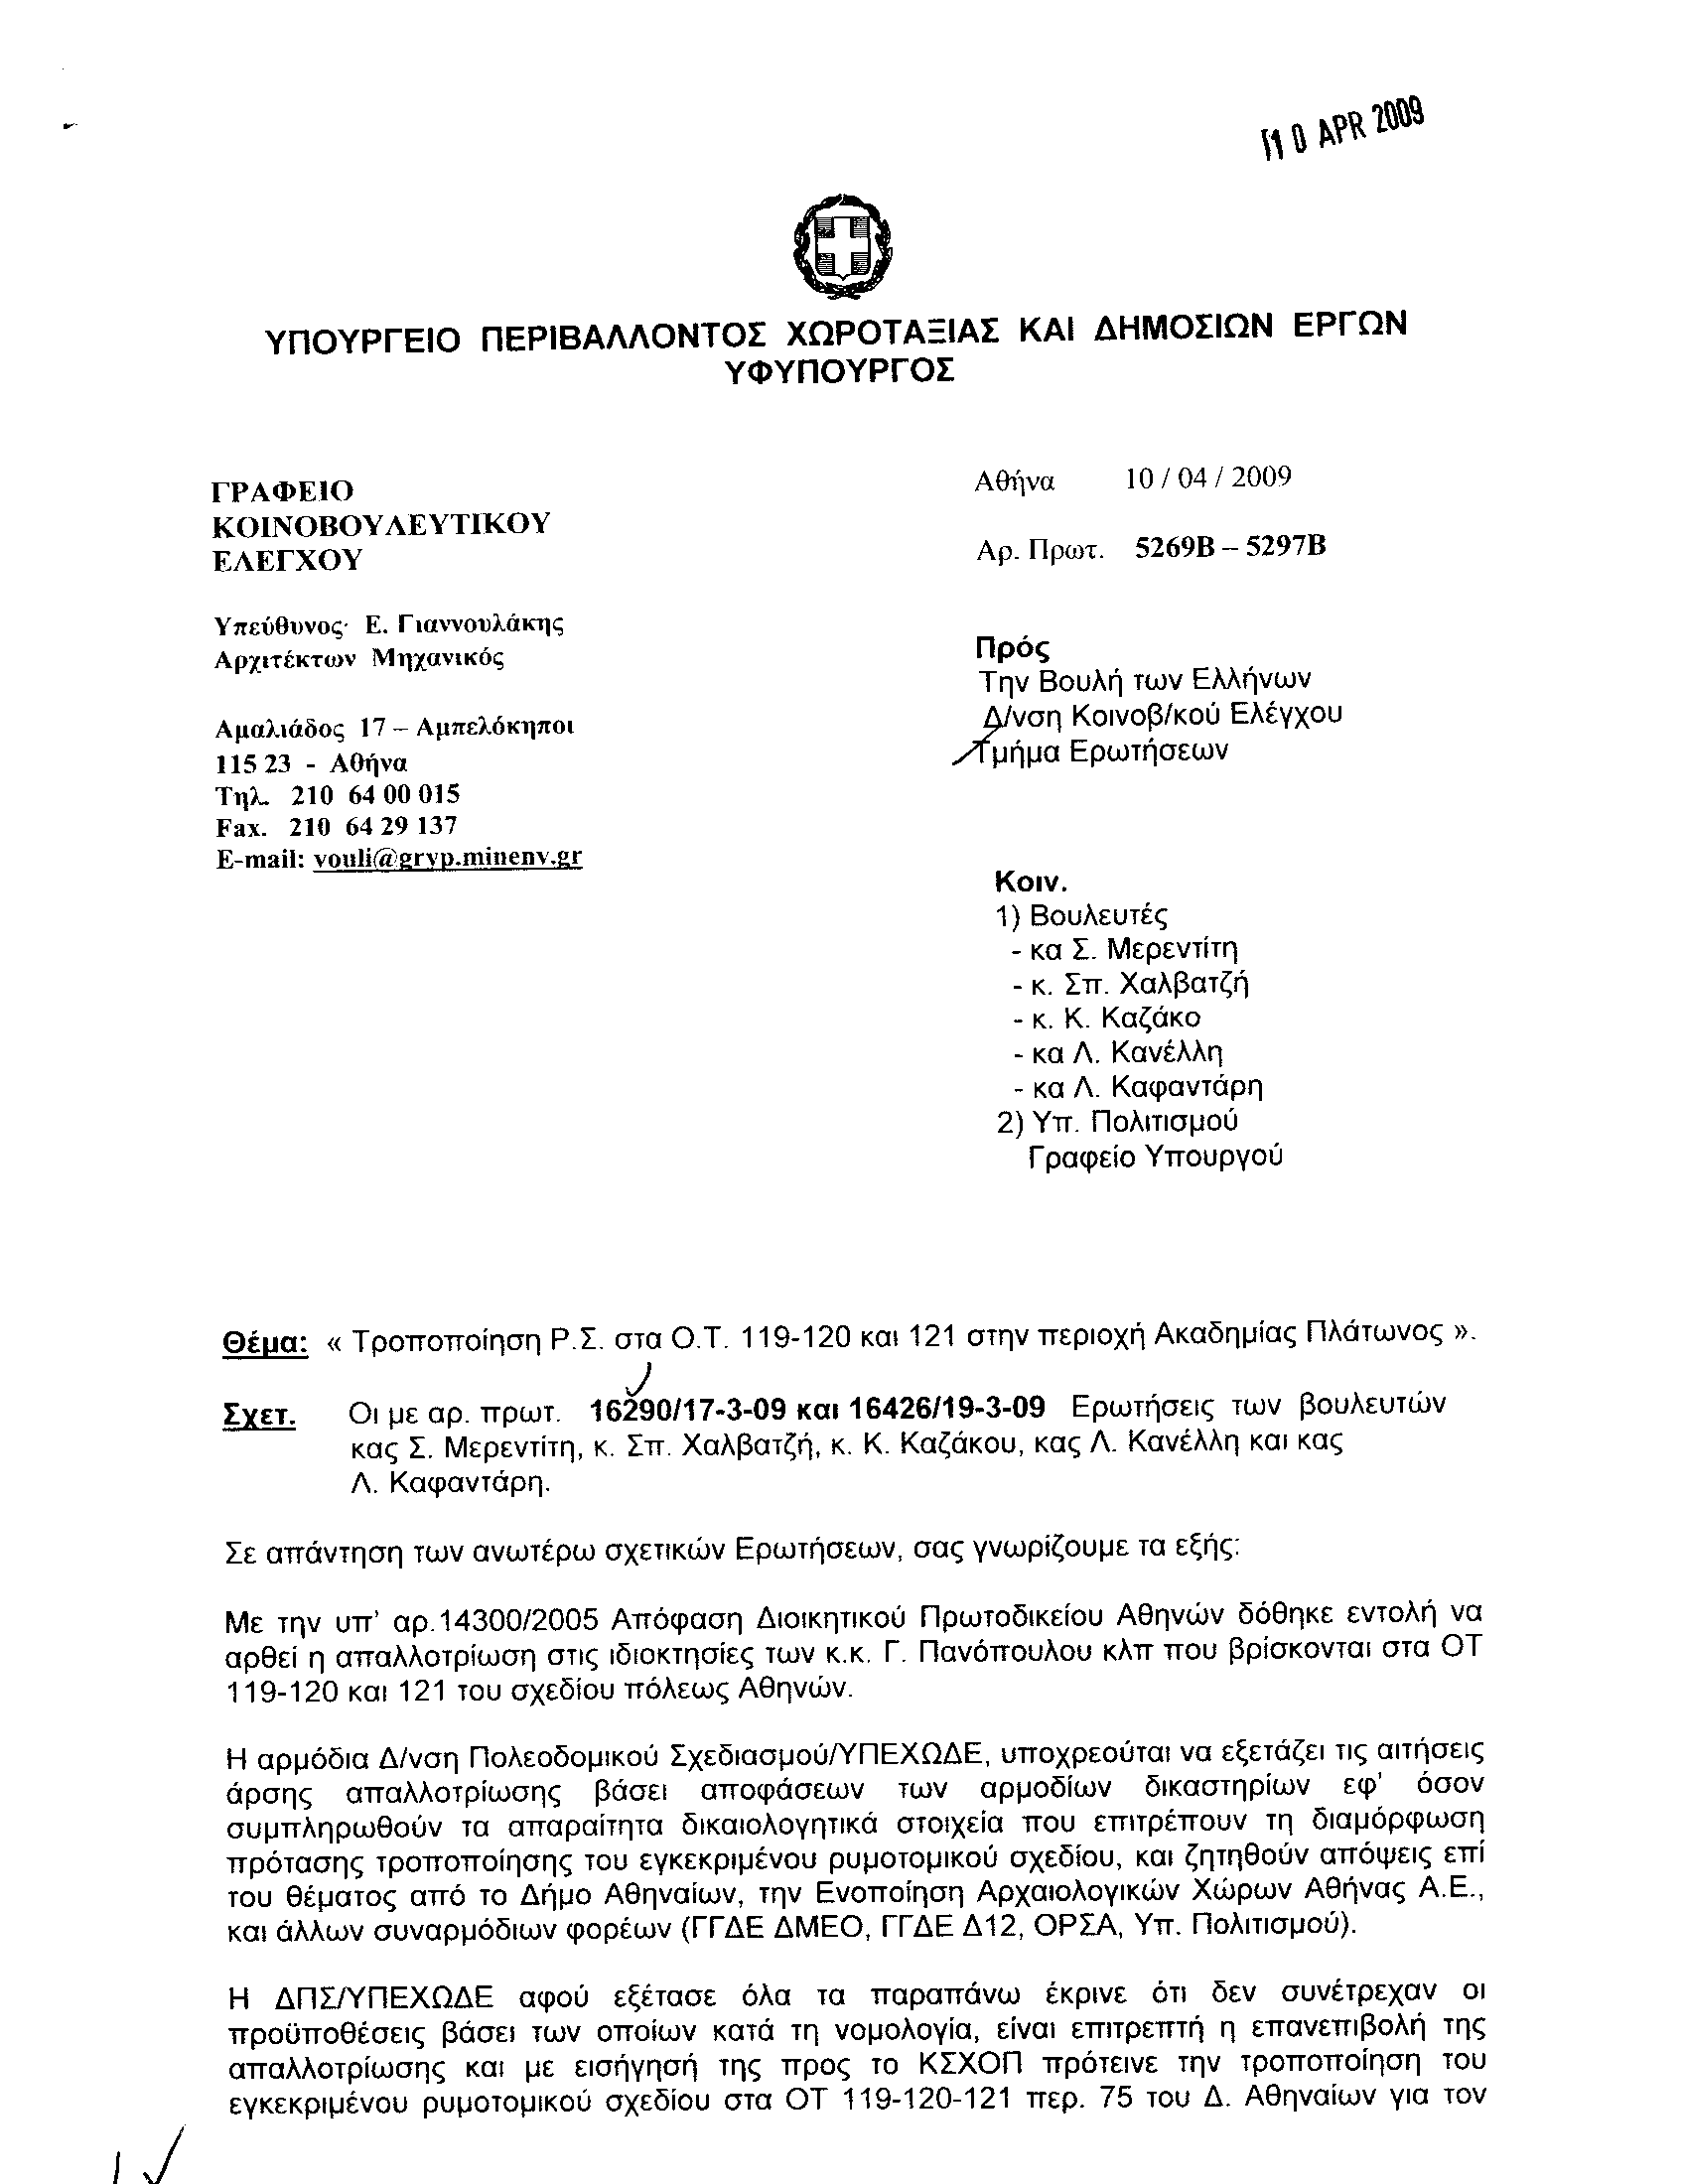 10 APR 2009
ΥΠΟΥΡΓΕΙΟ ΠΕΡΙΒΑΛΛΟΝΤΟΣ ΧΩΡΟΤΑΞΙΑΣ ΚΑΙ ΔΗΜΟΣΙΩΝ ΕΡΓΩΝ
ΥΦΥΠΟΥΡΓΟΣ
ΓΡΑΦΕΙΟ
ΚΟΙΝΟΒΟΥΛΕΥΤΙΚΟΥ
ΕΛΕΓΧΟΥ
Υπεύθυνος· Ε. Γιαννουλάκης
Αρχιτέκτων Μηχανικός
Αμαλιάδος 17 – Αμπελόκηποι
115 23 - Αθήνα
Τηλ. 210 64 00 015
Fax. 210 64 29 137
E-mail: vouli@gryp.minenv.gr
Αθήνα 10 / 04 / 2009
Αρ. Πρωτ. 5269Β – 5297Β
Πρός
Την Βουλή των Ελλήνων
Δ/νση Κοινοβ/κού Ελέγχου
Τμήμα Ερωτήσεων
Κοιν.
1) Βουλευτές
- κα Σ. Μερεντίτη
- κ. Σπ. Χαλβατζή
- κ. Κ. Καζάκο
- κα Λ. Κανέλλη
- κα Λ. Καφαντάρη
2) Υπ. Πολιτισμού
Γραφείο Υπουργού
Θέμα: « Τροποποίηση Ρ.Σ. στα Ο.Τ. 119-120 και 121 στην περιοχή Ακαδημίας Πλάτωνος ».
Σχετ. Οι με αρ. πρωτ. 16290/17-3-09 και 16426/19-3-09 Ερωτήσεις των βουλευτών
κας Σ. Μερεντίτη, κ. Σπ. Χαλβατζή, κ. Κ. Καζάκου, κας Λ. Κανέλλη και κας
Λ. Καφαντάρη.
Σε απάντηση των ανωτέρω σχετικών Ερωτήσεων, σας γνωρίζουμε τα εξής:
Με την υπ' αρ.14300/2005 Απόφαση Διοικητικού Πρωτοδικείου Αθηνών δόθηκε εντολή να
αρθεί η απαλλοτρίωση στις ιδιοκτησίες των κ.κ. Γ. Πανόπουλου κλπ που βρίσκονται στα ΟΤ
119-120 και 121 του σχεδίου πόλεως Αθηνών.
Η αρμόδια Δ/νση Πολεοδομικού Σχεδιασμού/ΥΠΕΧΩΔΕ, υποχρεούται να εξετάζει τις αιτήσεις
άρσης απαλλοτρίωσης βάσει αποφάσεων των αρμοδίων δικαστηρίων εφ' όσον
συμπληρωθούν τα απαραίτητα δικαιολογητικά στοιχεία που επιτρέπουν τη διαμόρφωση
πρότασης τροποποίησης του εγκεκριμένου ρυμοτομικού σχεδίου, και ζητηθούν απόψεις επί
του θέματος από το Δήμο Αθηναίων, την Ενοποίηση Αρχαιολογικών Χώρων Αθήνας Α.Ε.,
και άλλων συναρμόδιων φορέων (ΓΓΔΕ ΔΜΕΟ, ΓΓΔΕ Δ12, ΟΡΣΑ, Υπ. Πολιτισμού).
Η ΔΠΣ/ΥΠΕΧΩΔΕ αφού εξέτασε όλα τα παραπάνω έκρινε ότι δεν συνέτρεχαν οι
προϋποθέσεις βάσει των οποίων κατά τη νομολογία, είναι επιτρεπτή η επανεπιβολή της
απαλλοτρίωσης και με εισήγησή της προς το ΚΣΧΟΠ πρότεινε την τροποποίηση του
εγκεκριμένου ρυμοτομικού σχεδίου στα ΟΤ 119-120-121 περ. 75 του Δ. Αθηναίων για τον